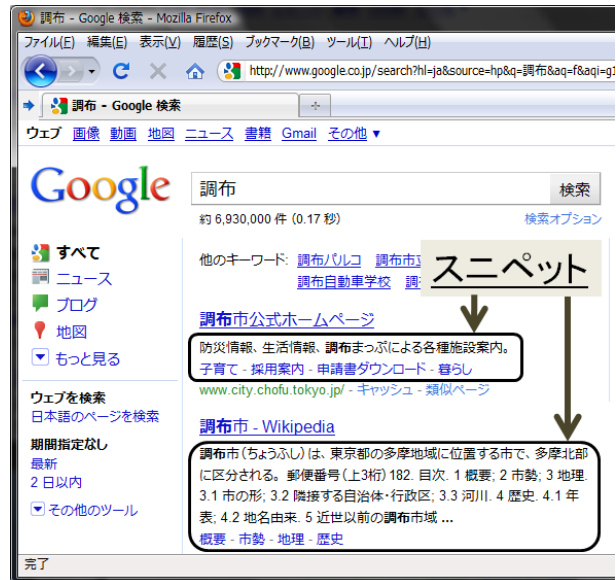 調布 - Google 検索 - Mozilla Firefox
ファイル(F) 編集(E) 表示(V) 履歴(S) ブックマーク(B) ツール(T) ヘルプ(H)
http://www.google.co.jp/search?hl=ja&source=hp&q=調布&aq=f&aqi=g1
調布 - Google 検索
ウェブ 画像 動画 地図 ニュース 書籍 Gmail その他 ▼
Google
調布
検索
約 6,930,000 件 (0.17 秒)
検索オプション
すべて
ニュース
ブログ
地図
もっと見る
ウェブを検索
日本語のページを検索
期間指定なし
最新
2 日以内
その他のツール
他のキーワード: 調布パルコ 調布市
調布自動車学校
スニペット
調布市公式ホームページ
防災情報、生活情報、調布まっぷによる各種施設案内。
子育て - 採用案内 - 申請書ダウンロード - 暮らし
www.city.chofu.tokyo.jp/ - キャッシュ - 類似ページ
調布市 - Wikipedia
調布市(ちょうふし)は、東京都の多摩地域に位置する市で、多摩北部
に区分される。 郵便番号(上3桁) 182. 目次. 1 概要; 2 市勢; 3 地理.
3.1 市の形; 3.2 隣接する自治体・行政区; 3.3 河川. 4 歴史. 4.1 年
表; 4.2 地名由来. 5 近世以前の調布市域 ...
概要 - 市勢 - 地理 - 歴史
完了